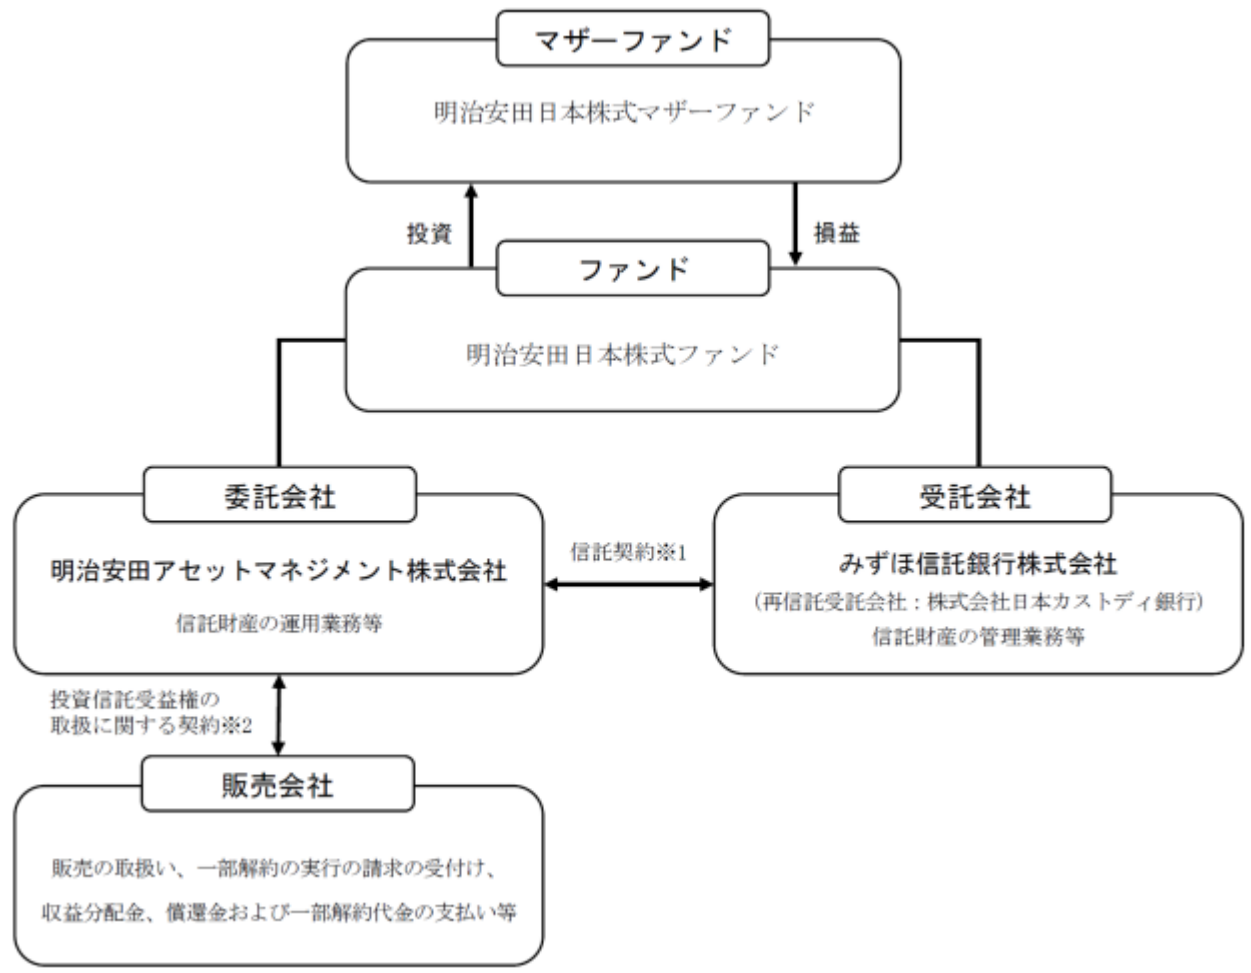 マザーファンド
明治安田日本株式マザーファンド
投資
損益
ファンド
明治安田日本株式ファンド
委託会社
明治安田アセットマネジメント株式会社
信託財産の運用業務等
信託契約※1
受託会社
みずほ信託銀行株式会社
(再信託受託会社：株式会社日本カストディ銀行)
信託財産の管理業務等
投資信託受益権の
取扱に関する契約※2
販売会社
販売の取扱い、一部解約の実行の請求の受付け、
収益分配金、償還金および一部解約代金の支払い等